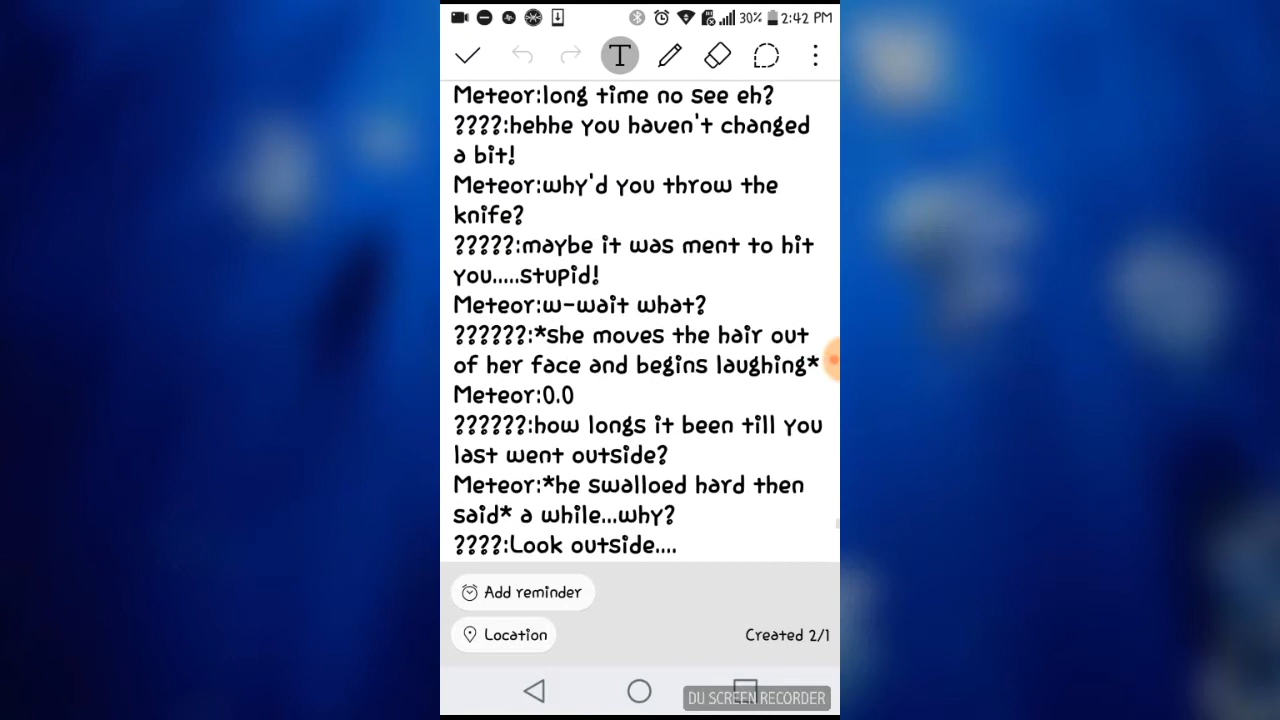 30% 2:42 PM
T
Meteor:long time no see eh?
????:hehhe you haven't changed
a bit!
Meteor:why'd you throw the
knife?
?????:maybe it was ment to hit
you.....stupid!
Meteor:w-wait what?
??????:*she moves the hair out
of her face and begins laughing*
Meteor:0.0
??????:how longs it been till you
last went outside?
Meteor:*he swalloed hard then
said* a while...why?
????:Look outside....
Add reminder
Location Created 2/1
DU SCREEN RECORDER